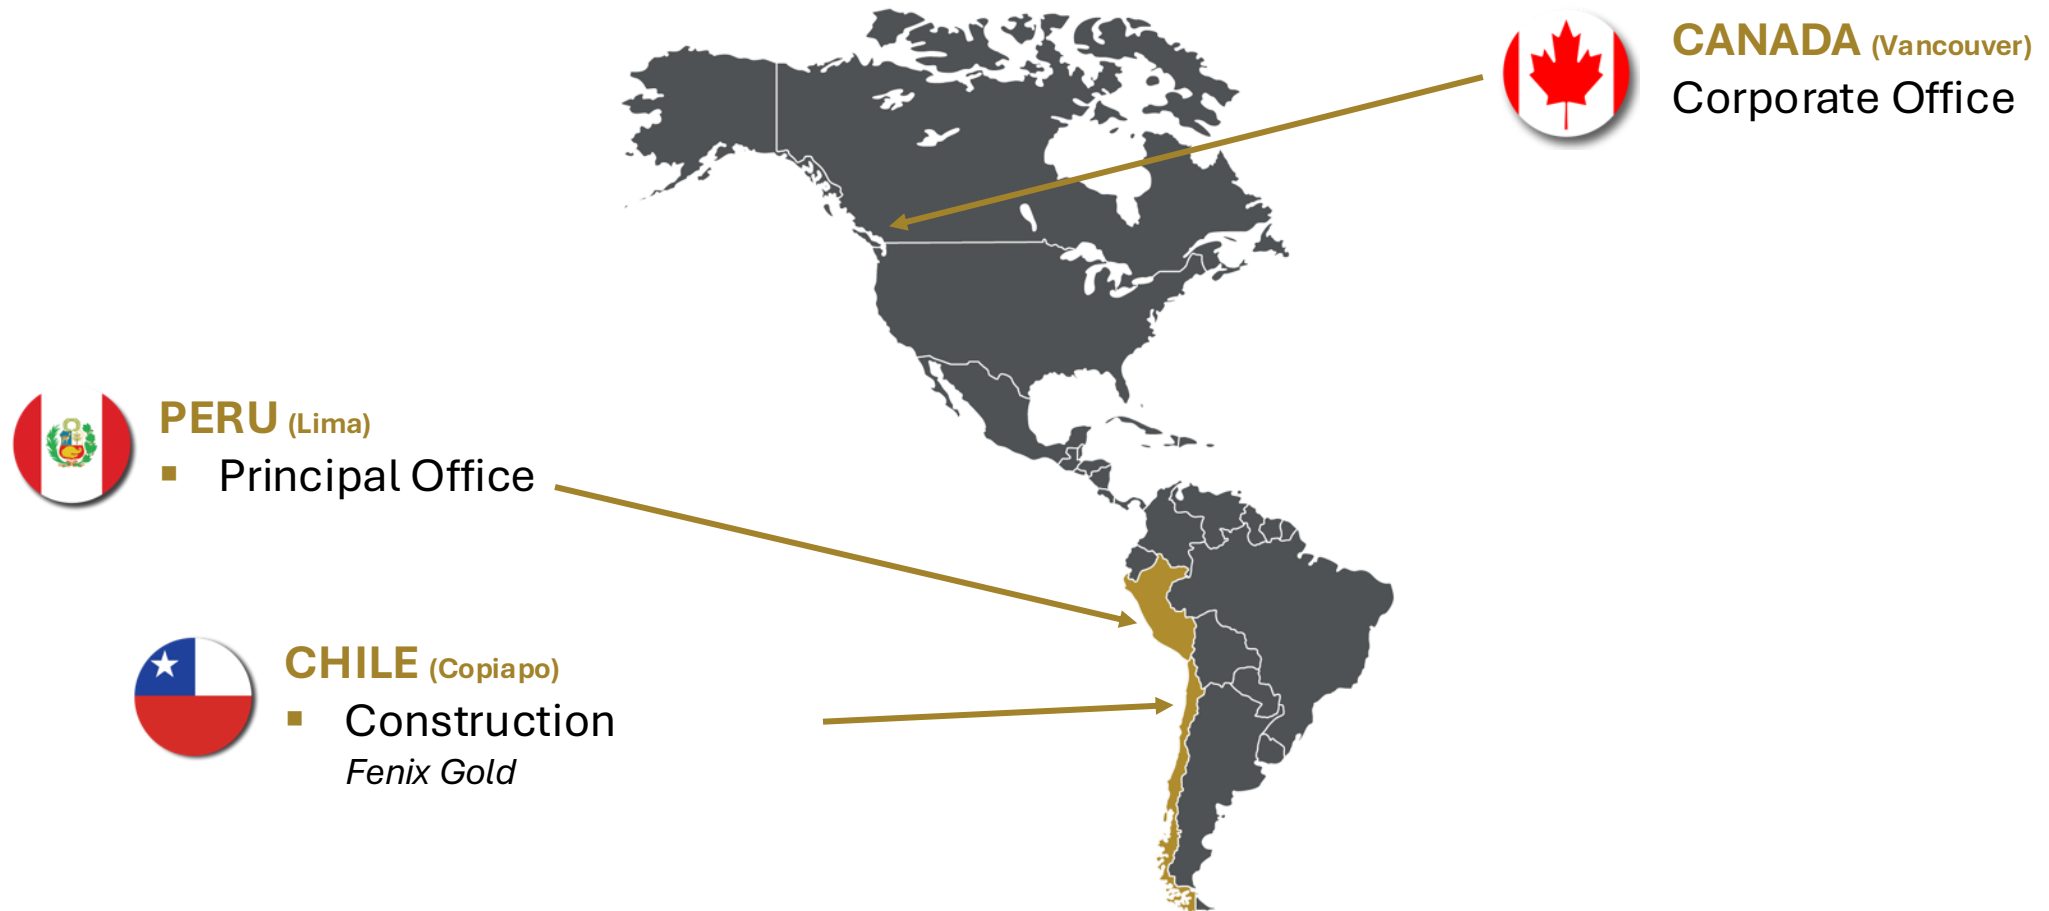 CANADA (Vancouver)
Corporate Office
PERU (Lima)
▪ Principal Office
CHILE (Copiapo)
▪ Construction
Fenix Gold